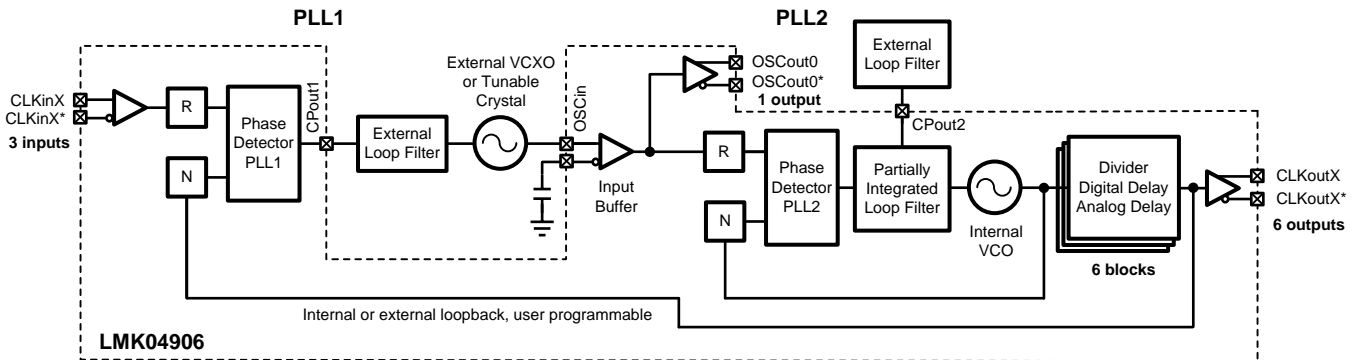 PLL1
PLL2
External VCXO
or Tunable
Crystal
External
Loop Filter
OSCout0
OSCout0*
1 output
CLKinX
CLKinX*
3 inputs
R
N
Phase
Detector
PLL1
CPout1
External
Loop Filter
OSCin
Input
Buffer
R
N
Phase
Detector
PLL2
CPout2
Partially
Integrated
Loop Filter
Internal
VCO
Divider
Digital Delay
Analog Delay
6 blocks
CLKoutX
CLKoutX*
6 outputs
Internal or external loopback, user programmable
LMK04906